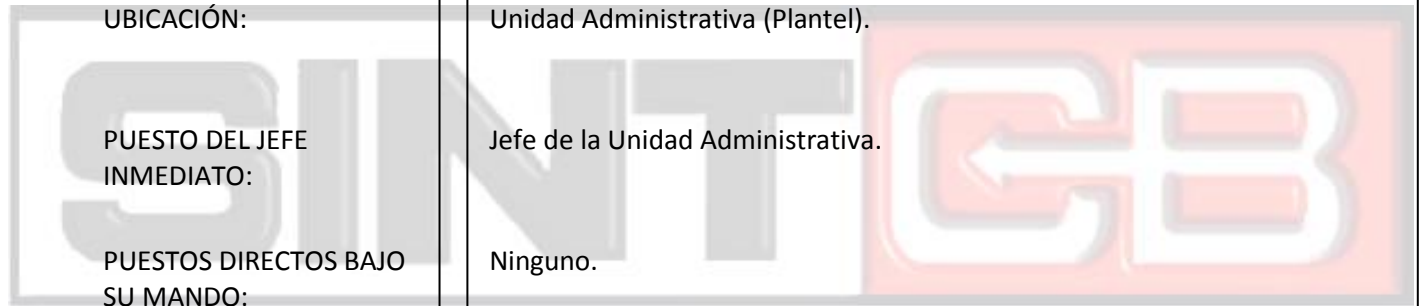 UBICACIÓN: Unidad Administrativa (Plantel).
PUESTO DEL JEFE Jefe de la Unidad Administrativa.
INMEDIATO:
PUESTOS DIRECTOS BAJO Ninguno.
SU MANDO:
SINTCB